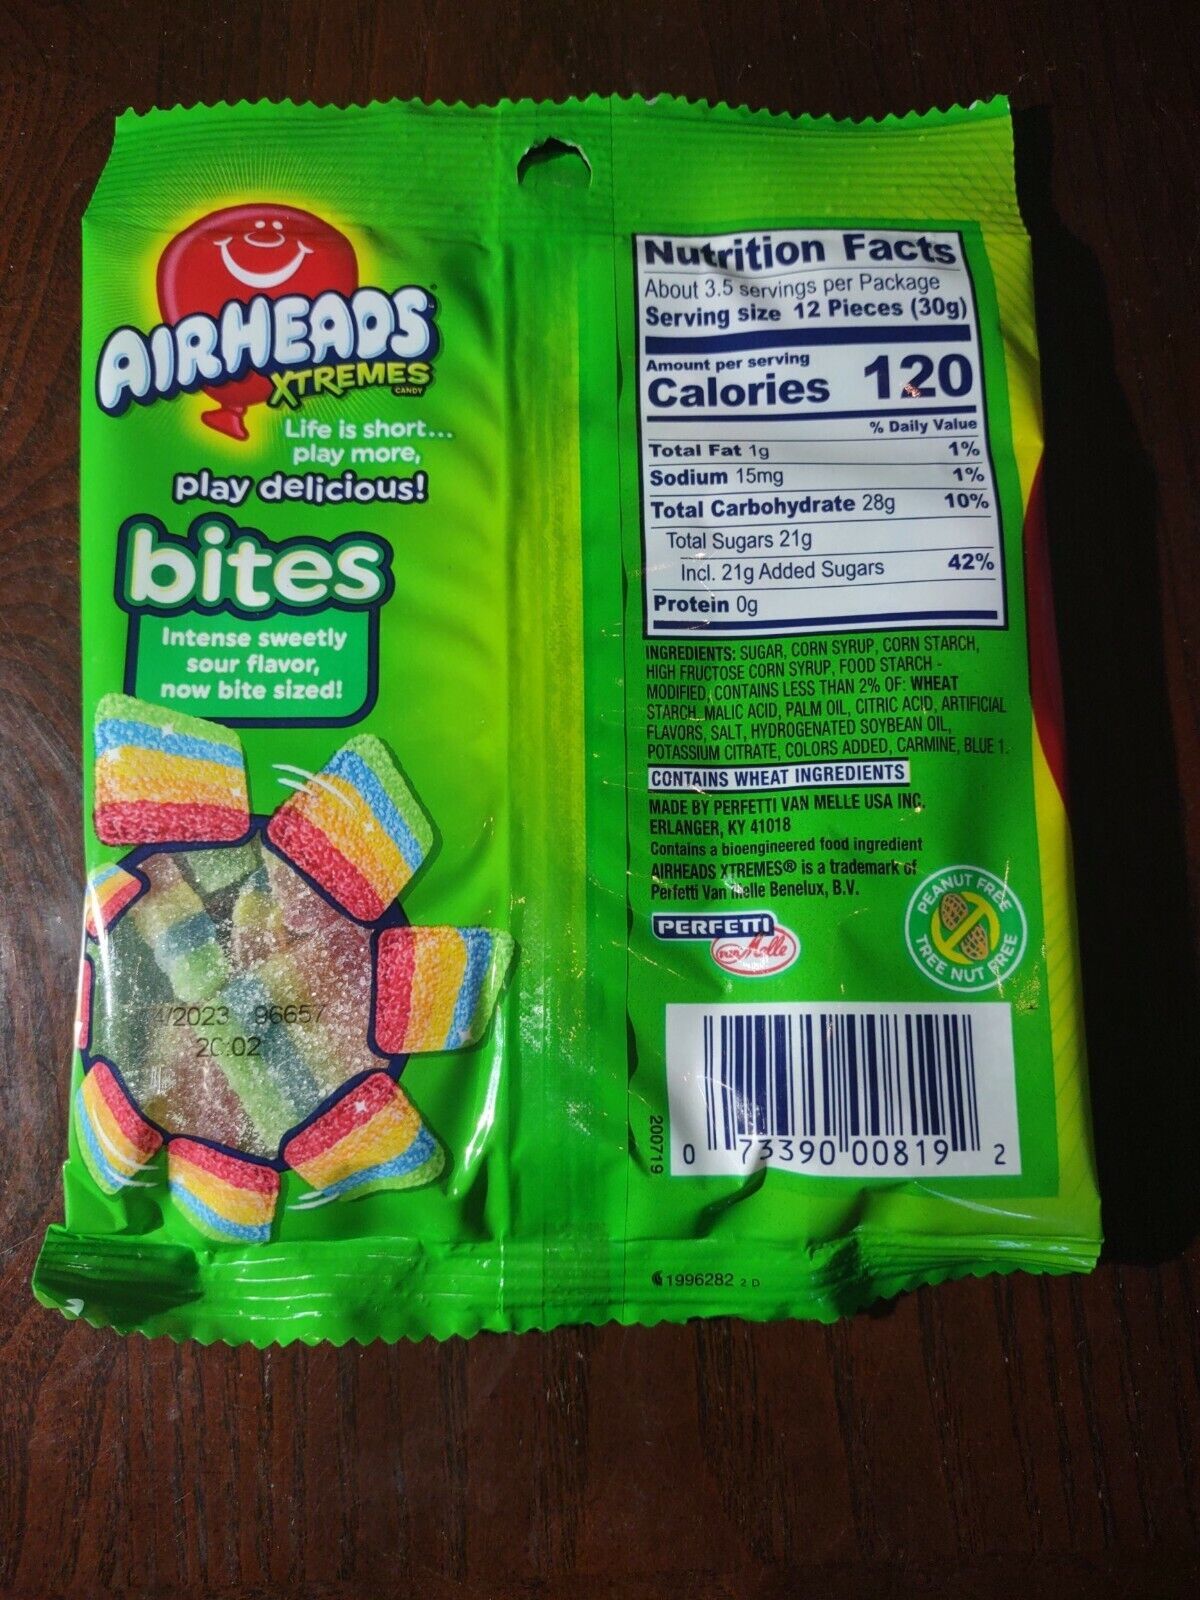 AIRHEADS
XTREMES
CANDY
Life is short...
play more,
play delicious!
bites
Intense sweetly
sour flavor,
now bite sized!
4/2023 96657
20:02
Nutrition Facts
About 3.5 servings per Package
Serving size 12 Pieces (30g)
Amount per serving
Calories 120
% Daily Value
Total Fat 1g 1%
Sodium 15mg 1%
Total Carbohydrate 28g 10%
Total Sugars 21g
Incl. 21g Added Sugars 42%
Protein 0g
INGREDIENTS: SUGAR, CORN SYRUP, CORN STARCH,
HIGH FRUCTOSE CORN SYRUP, FOOD STARCH -
MODIFIED, CONTAINS LESS THAN 2% OF: WHEAT
STARCH, MALIC ACID, PALM OIL, CITRIC ACID, ARTIFICIAL
FLAVORS, SALT, HYDROGENATED SOYBEAN OIL,
POTASSIUM CITRATE, COLORS ADDED, CARMINE, BLUE 1.
CONTAINS WHEAT INGREDIENTS
MADE BY PERFETTI VAN MELLE USA INC.
ERLANGER, KY 41018
Contains a bioengineered food ingredient
AIRHEADS XTREMES® is a trademark of
Perfetti Van Melle Benelux, B.V.
PERFETTI
van Melle
PEANUT FREE
TREE NUT FREE
200719
0 73390 00819 2
1996282 2 D